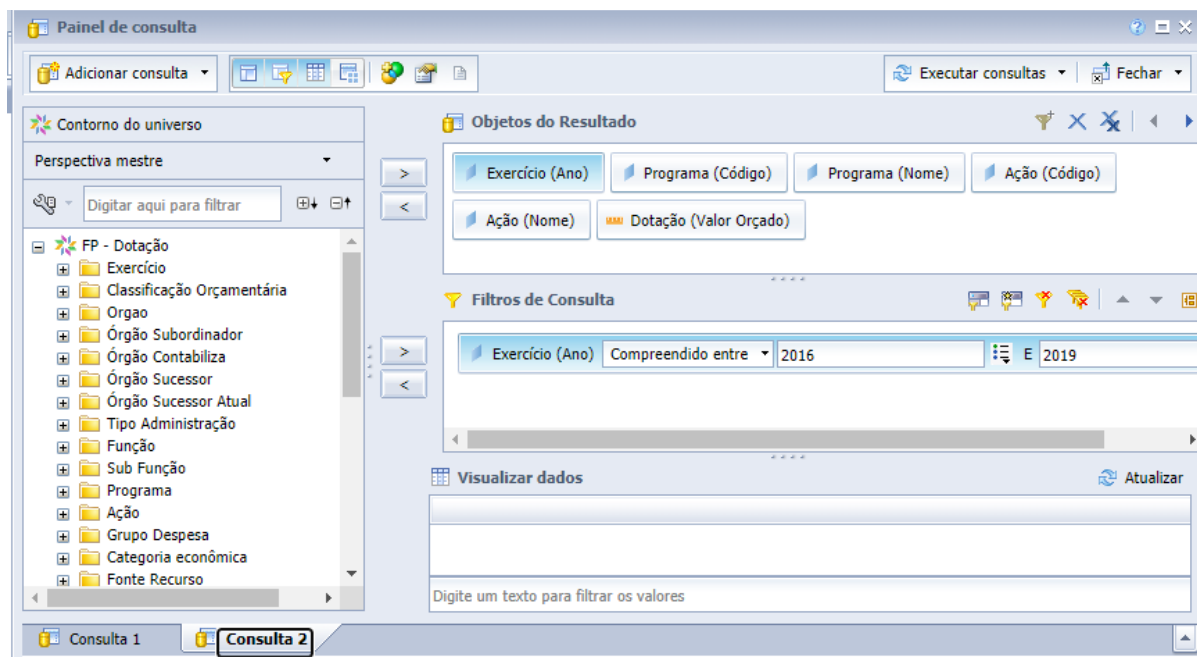 Painel de consulta
Adicionar consulta
Executar consultas
Fechar
Contorno do universo
Perspectiva mestre
Digitar aqui para filtrar
FP - Dotação
Exercício
Classificação Orçamentária
Orgao
Órgão Subordinador
Órgão Contabiliza
Órgão Sucessor
Órgão Sucessor Atual
Tipo Administração
Função
Sub Função
Programa
Ação
Grupo Despesa
Categoria econômica
Fonte Recurso
>
<
Objetos do Resultado
Exercício (Ano) Programa (Código) Programa (Nome) Ação (Código)
Ação (Nome) Dotação (Valor Orçado)
Filtros de Consulta
>
<
Exercício (Ano) Compreendido entre 2016 E 2019
Visualizar dados Atualizar
Digite um texto para filtrar os valores
Consulta 1 Consulta 2